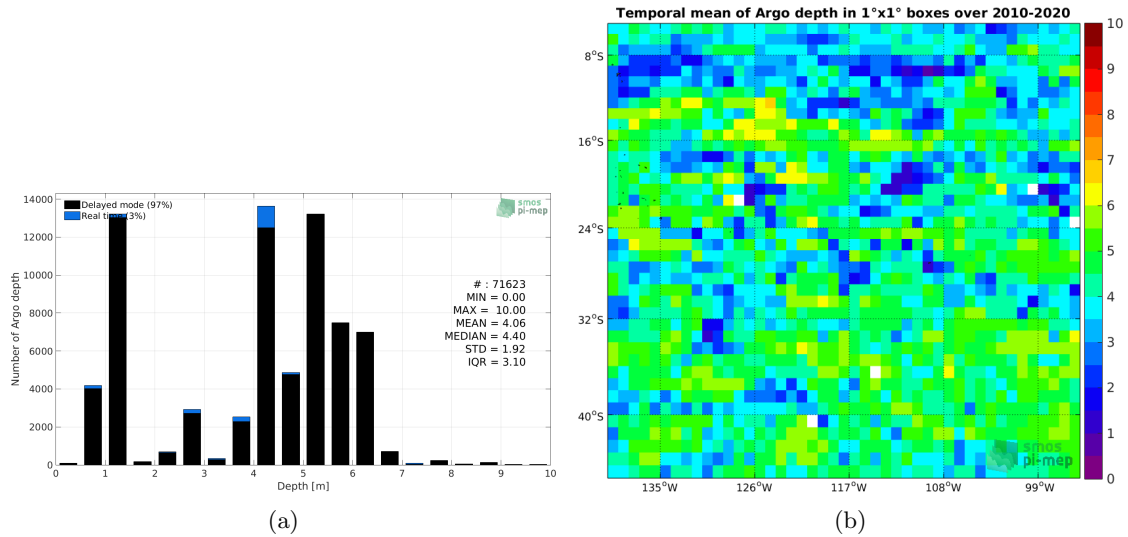 Temporal mean of Argo depth in 1°x1° boxes over 2010-2020
14000
12000
10000
8000
6000
4000
2000
0
Number of Argo depth
Delayed mode (97%)
Real time (3%)
smos
pi-mep
# : 71623
MIN = 0.00
MAX = 10.00
MEAN = 4.06
MEDIAN = 4.40
STD = 1.92
IQR = 3.10
0 1 2 3 4 5 6 7 8 9 10
Depth [m]
(a)
8°S
16°S
24°S
32°S
40°S
135°W 126°W 117°W 108°W 99°W
smos
pi-mep
10
9
8
7
6
5
4
3
2
1
0
(b)